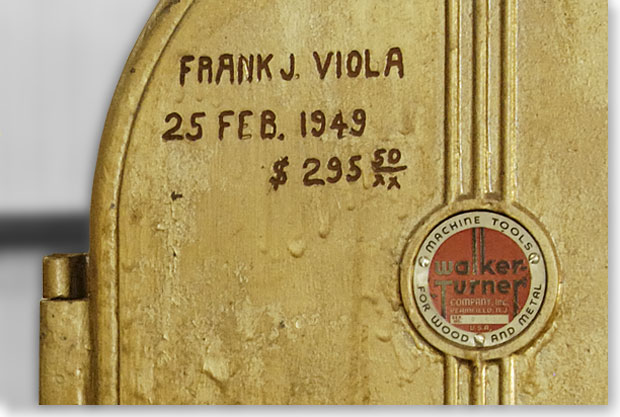 FRANK J. VIOLA
25 FEB. 1949
$ 295 50/xx
MACHINE TOOLS
walker-
Turner
COMPANY, Inc.
PLAINFIELD, N.J.
U.S.A.
FOR WOOD AND METAL